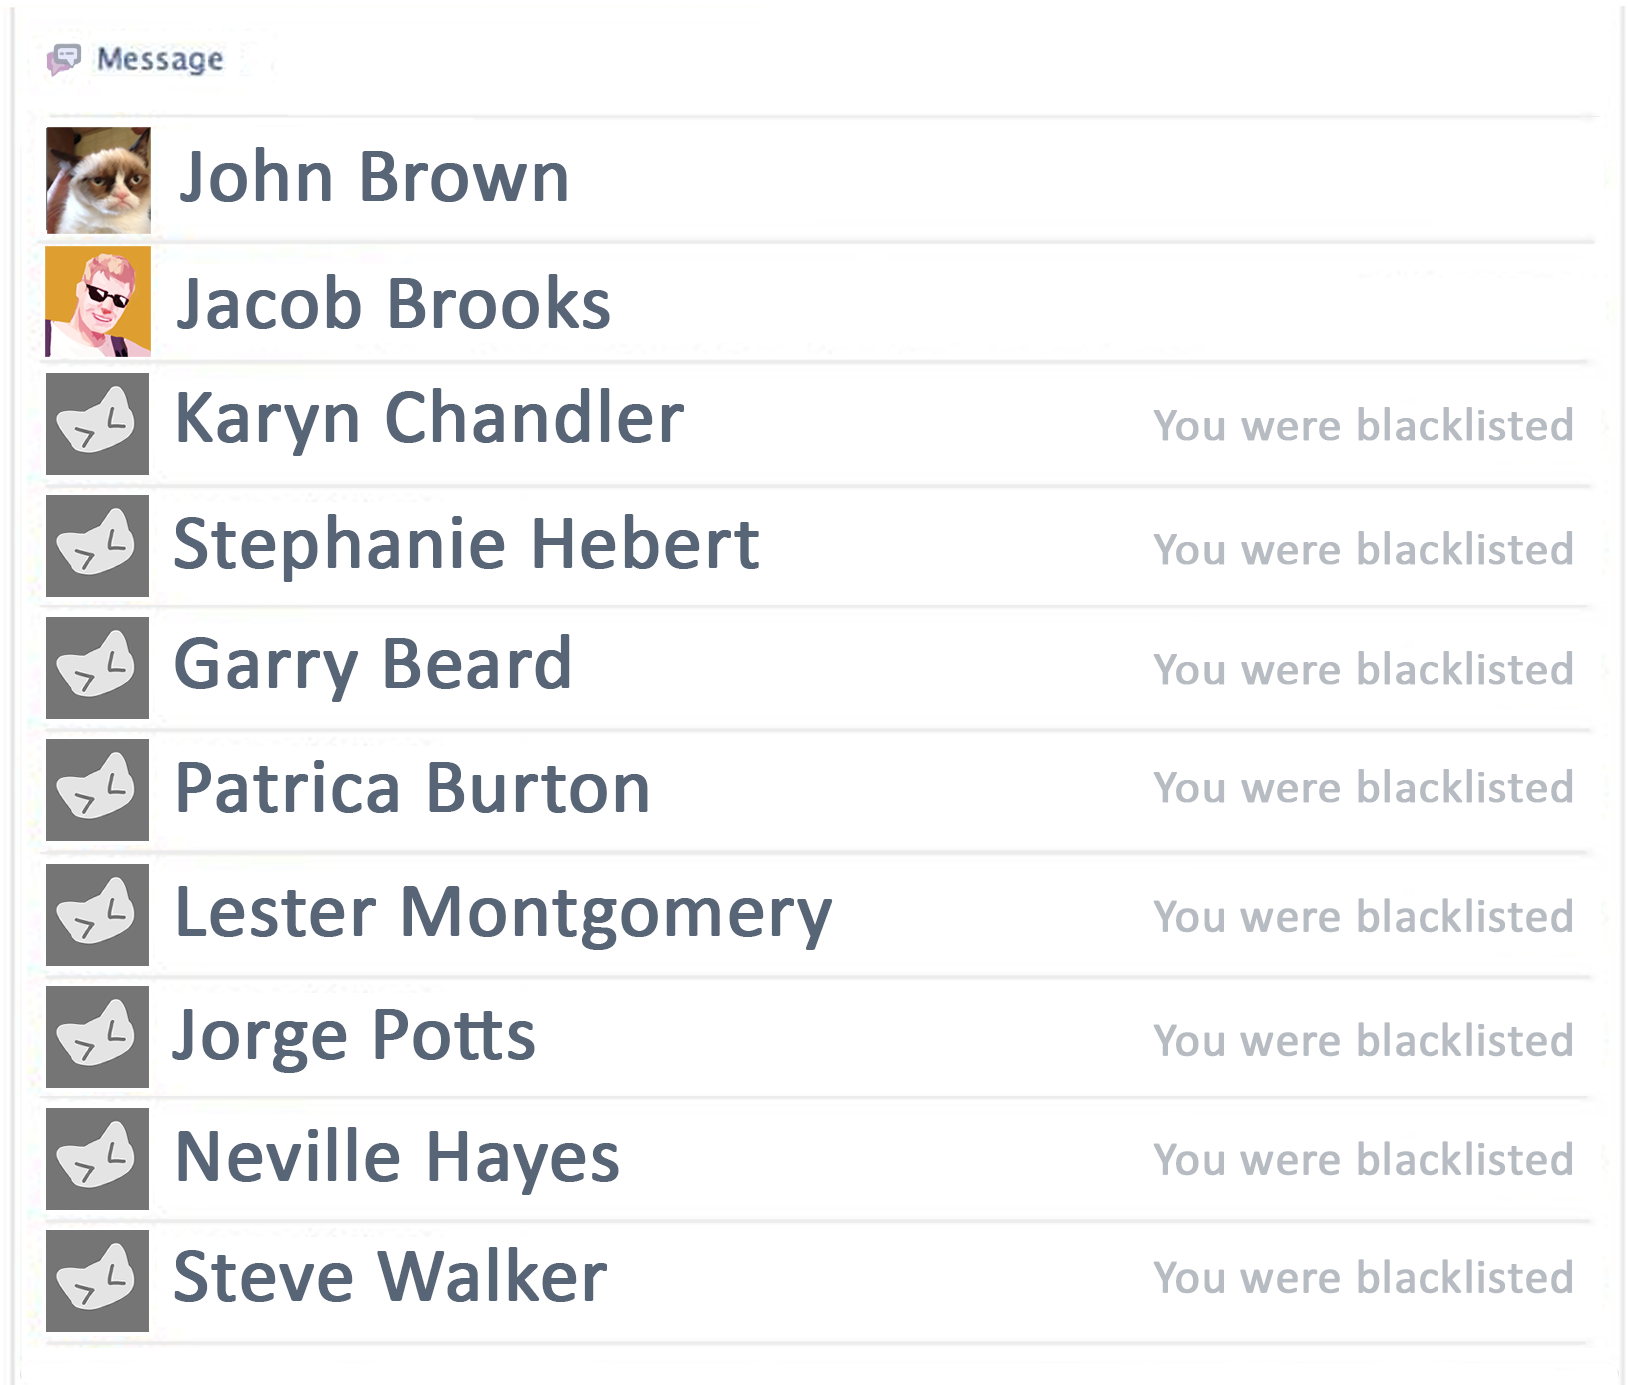 Message
John Brown
Jacob Brooks
Karyn Chandler You were blacklisted
Stephanie Hebert You were blacklisted
Garry Beard You were blacklisted
Patrica Burton You were blacklisted
Lester Montgomery You were blacklisted
Jorge Potts You were blacklisted
Neville Hayes You were blacklisted
Steve Walker You were blacklisted